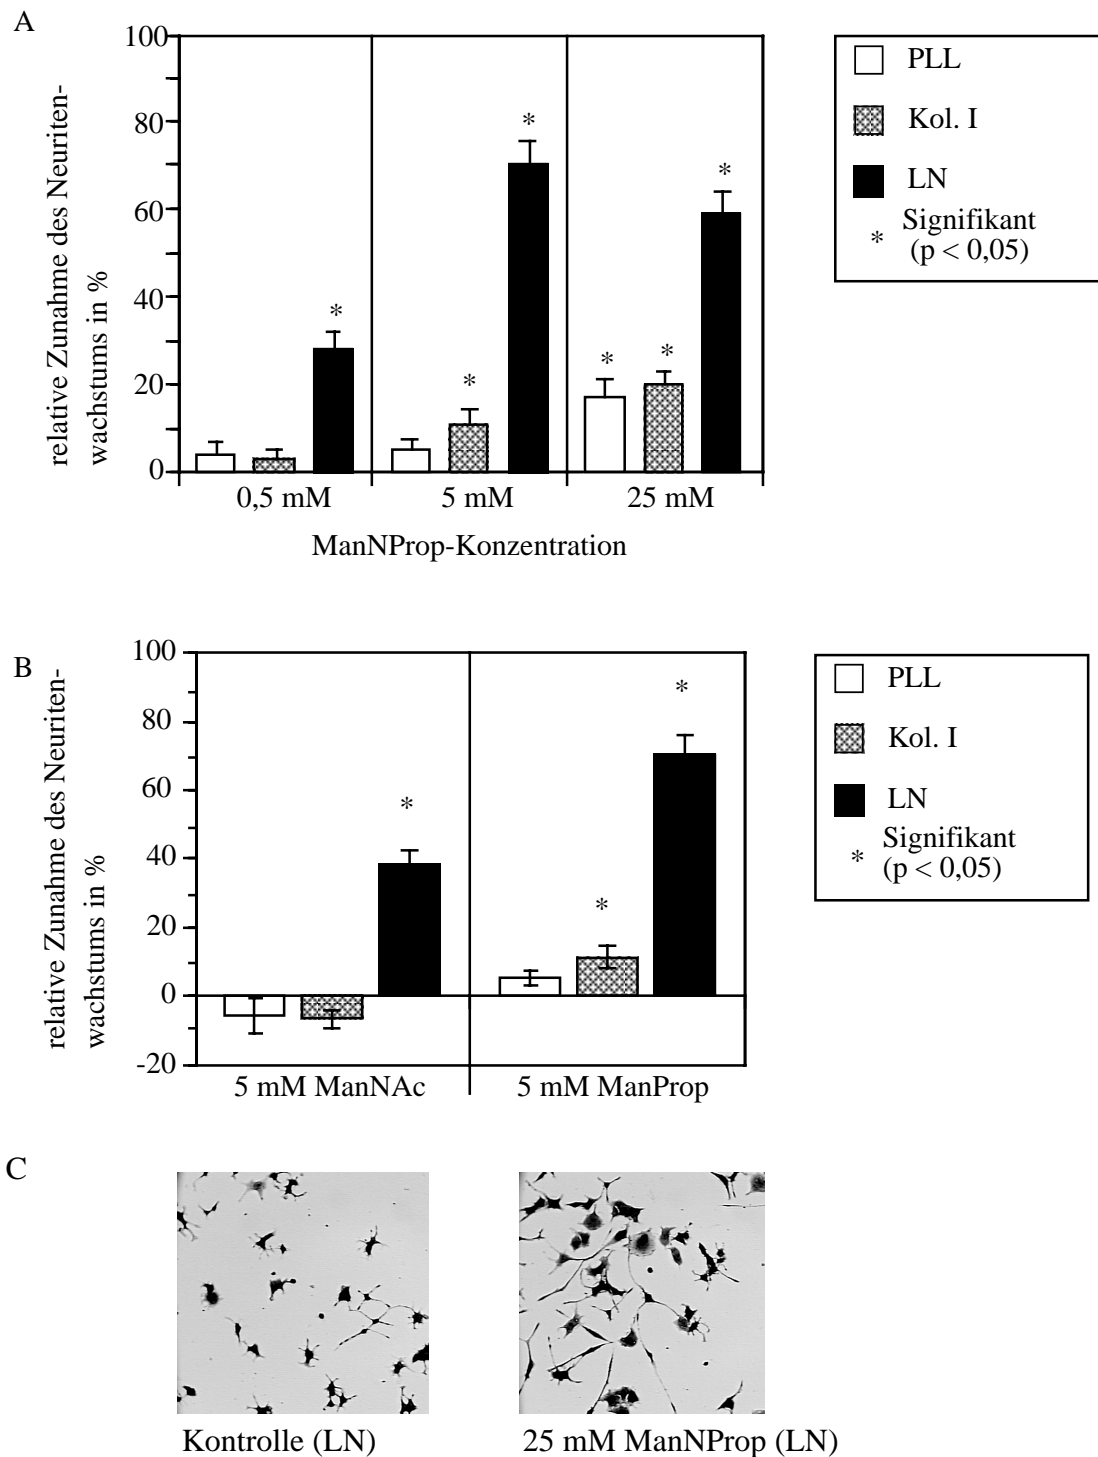 A
relative Zunahme des Neuriten-
wachstums in %
100
80
60
40
20
0
*
*
*
*
*
*
0,5 mM
5 mM
25 mM
ManNProp-Konzentration
PLL
Kol. I
LN
* Signifikant
(p < 0,05)
B
relative Zunahme des Neuriten-
wachstums in %
100
80
60
40
20
0
-20
*
*
*
5 mM ManNAc
5 mM ManProp
PLL
Kol. I
LN
* Signifikant
(p < 0,05)
C
Kontrolle (LN)
25 mM ManNProp (LN)